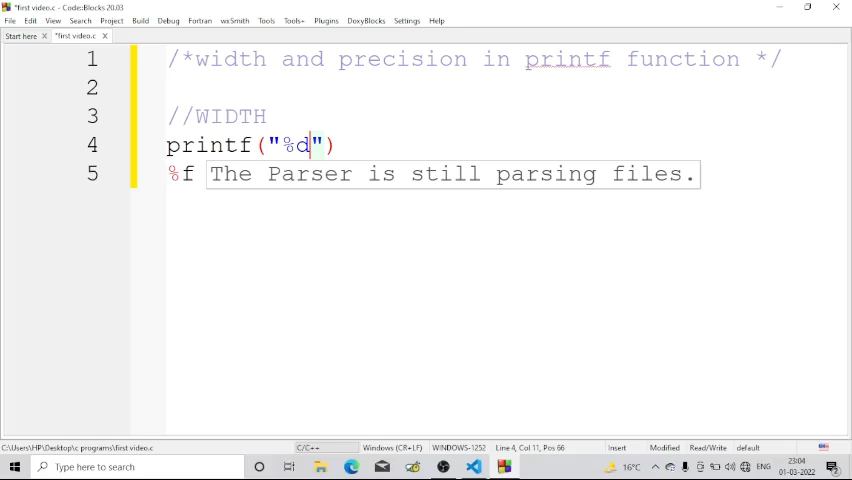 *first video.c - Code::Blocks 20.03
File Edit View Search Project Build Debug Fortran wxSmith Tools Tools+ Plugins DoxyBlocks Settings Help
Start here *first video.c
1 /*width and precision in printf function */
2
3 //WIDTH
4 printf("%d")
5 %f The Parser is still parsing files.
C:\Users\HP\Desktop\c programs\first video.c C/C++ Windows (CR+LF) WINDOWS-1252 Line 4, Col 11, Pos 66 Insert Modified Read/Write default
Type here to search 16°C ENG 23:04
01-03-2022 2